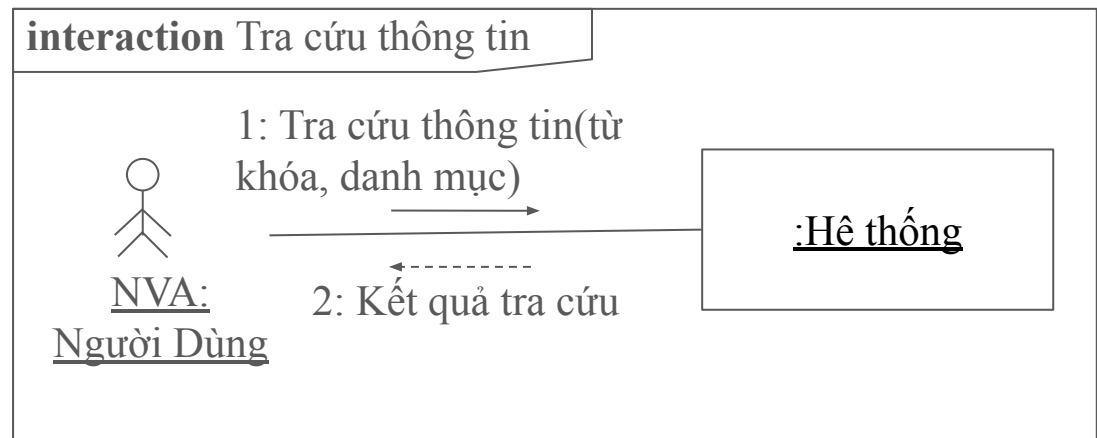 interaction Tra cứu thông tin
1: Tra cứu thông tin(từ
khóa, danh mục)
:Hê thống
NVA:
Người Dùng
2: Kết quả tra cứu